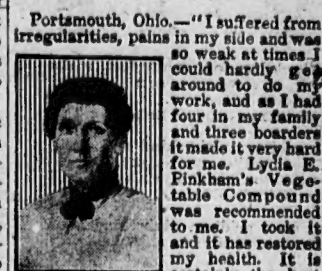 Portsmouth, Ohio.—"I suffered from
irregularities, pains in my side and was
so weak at times I
could hardly get
around to do my
work, and as I had
four in my family
and three boarders
it made it very hard
for me. Lydia E.
Pinkham's Vege-
table Compound
was recommended
to me. I took it
and it has restored
my health. It is